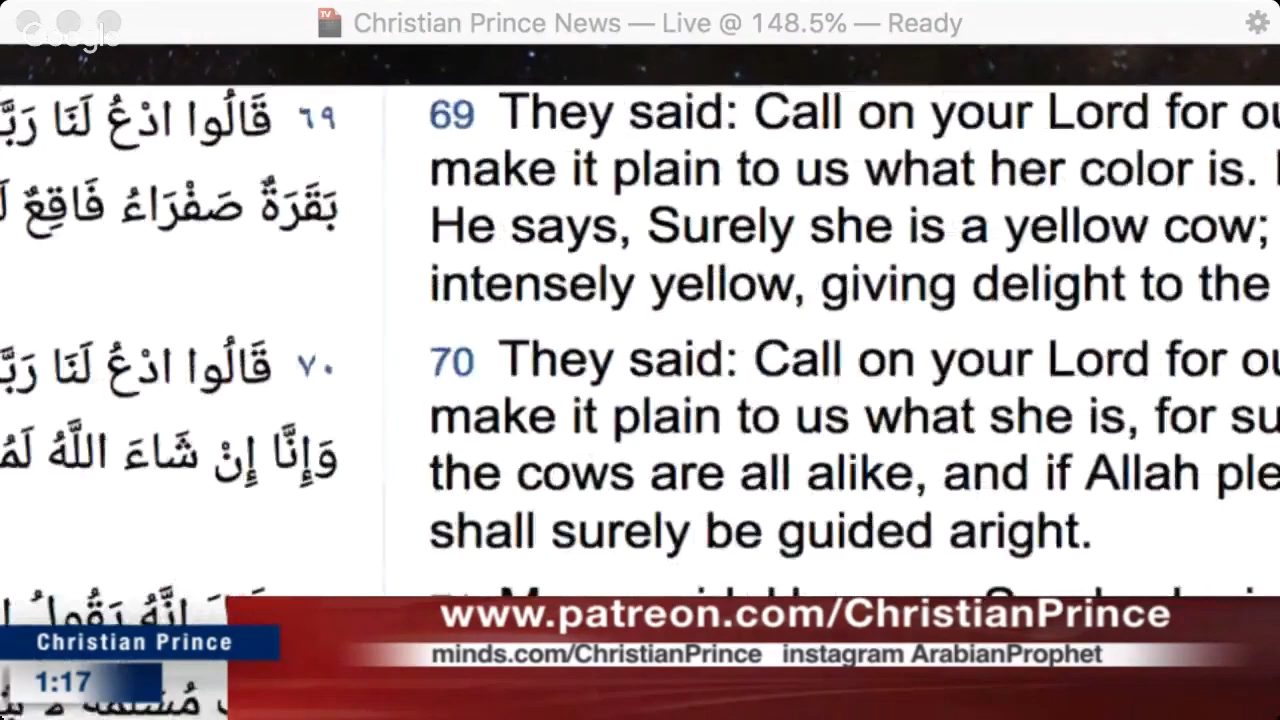 Christian Prince News — Live @ 148.5% — Ready
Google
قَالُوا ادْعُ لَنَا ٦٩
بَقَرَةٌ صَفْرَاءُ فَاقِعٌ
69 They said: Call on your Lord for
make it plain to us what her color is.
He says, Surely she is a yellow cow;
intensely yellow, giving delight to the
قَالُوا ادْعُ لَنَا ٧٠
وَإِنَّا إِنْ شَاءَ اللَّهُ
70 They said: Call on your Lord for
make it plain to us what she is, for
the cows are all alike, and if Allah
shall surely be guided aright.
www.patreon.com/ChristianPrince
minds.com/ChristianPrince instagram ArabianProphet
Christian Prince
1:17